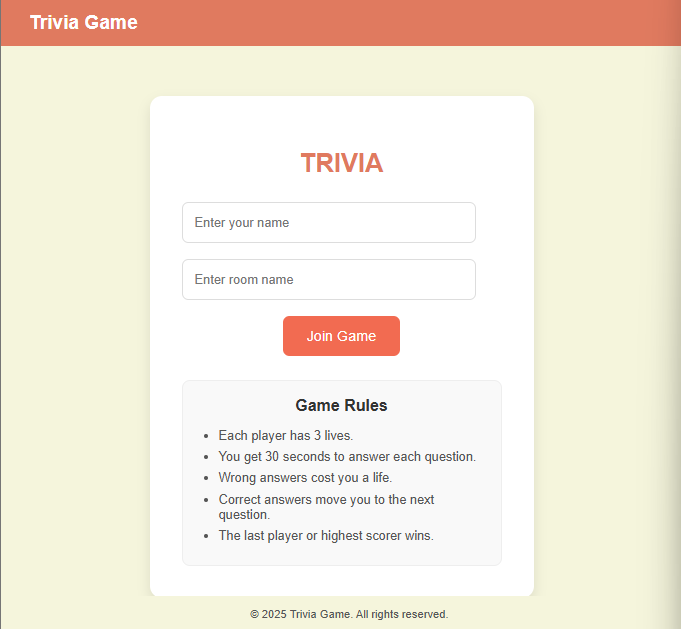 Trivia Game
TRIVIA
Enter your name
Enter room name
Join Game
Game Rules
Each player has 3 lives.
You get 30 seconds to answer each question.
Wrong answers cost you a life.
Correct answers move you to the next
question.
The last player or highest scorer wins.
© 2025 Trivia Game. All rights reserved.